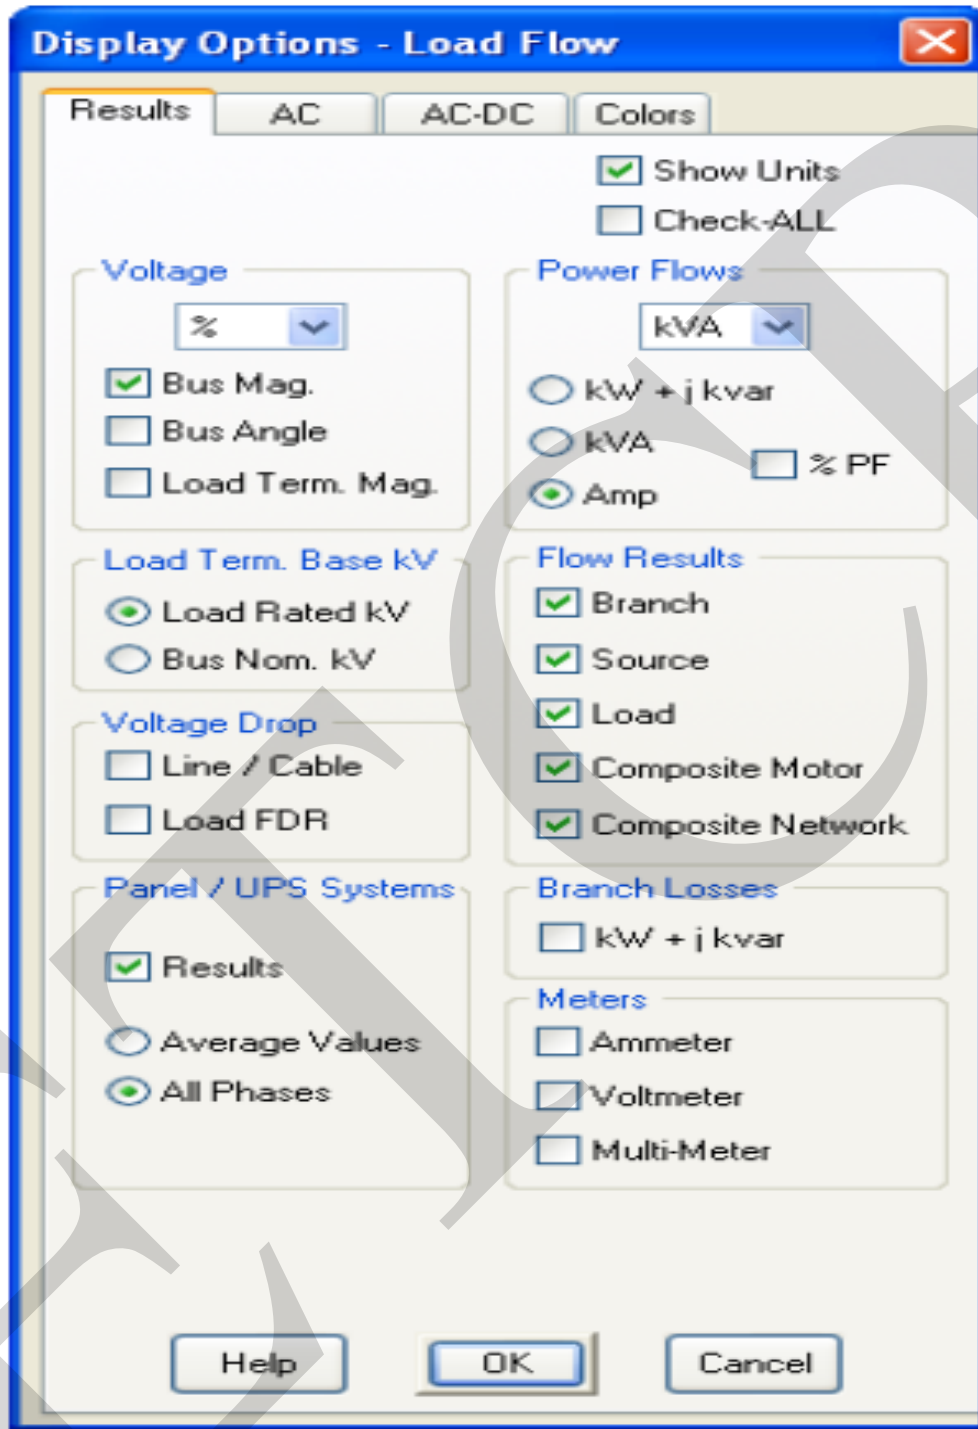 Display Options - Load Flow
Results AC AC-DC Colors
Show Units
Check-ALL
Voltage
%
Bus Mag.
Bus Angle
Load Term. Mag.
Power Flows
kVA
kW + j kvar
kVA
% PF
Amp
Load Term. Base kV
Load Rated kV
Bus Nom. kV
Flow Results
Branch
Source
Load
Composite Motor
Composite Network
Voltage Drop
Line / Cable
Load FDR
Panel / UPS Systems
Results
Average Values
All Phases
Branch Losses
kW + j kvar
Meters
Ammeter
Voltmeter
Multi-Meter
Help OK Cancel